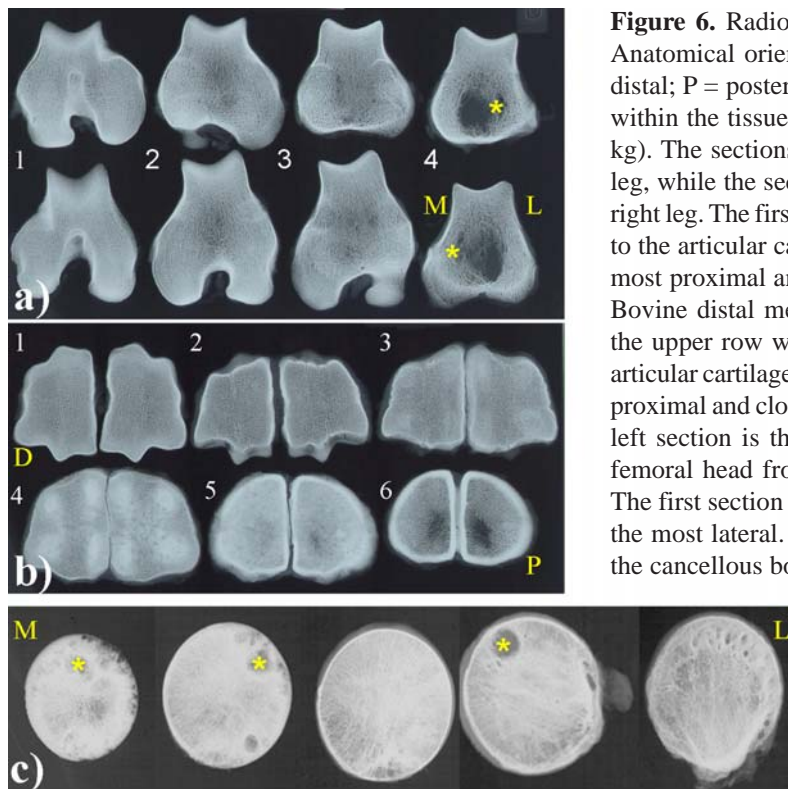 Figure 6. Radio
Anatomical orien
distal; P = poster
within the tissue
kg). The sections
leg, while the sec
right leg. The firs
to the articular ca
most proximal an
Bovine distal me
the upper row w
articular cartilage
proximal and clo
left section is th
femoral head fro
The first section
the most lateral.
the cancellous bo
1 2 3 4
*
M L
*
a)
1 2 3
D
4 5 6
b) P
M L
* * *
c)